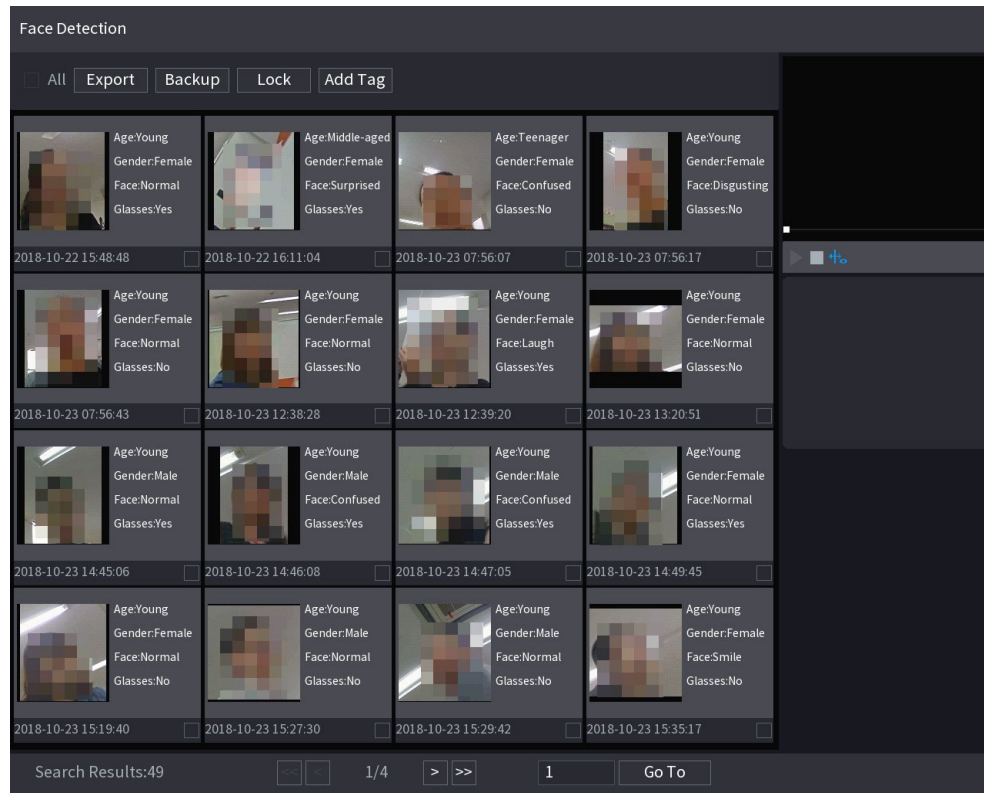 Face Detection
All Export Backup Lock Add Tag
Age:Young
Gender:Female
Face:Normal
Glasses:Yes
2018-10-22 15:48:48
Age:Middle-aged
Gender:Female
Face:Surprised
Glasses:Yes
2018-10-22 16:11:04
Age:Teenager
Gender:Female
Face:Confused
Glasses:No
2018-10-23 07:56:07
Age:Young
Gender:Female
Face:Disgusting
Glasses:No
2018-10-23 07:56:17
Age:Young
Gender:Female
Face:Normal
Glasses:No
2018-10-23 07:56:43
Age:Young
Gender:Female
Face:Normal
Glasses:No
2018-10-23 12:38:28
Age:Young
Gender:Female
Face:Laugh
Glasses:Yes
2018-10-23 12:39:20
Age:Young
Gender:Female
Face:Normal
Glasses:No
2018-10-23 13:20:51
Age:Young
Gender:Male
Face:Normal
Glasses:Yes
2018-10-23 14:45:06
Age:Young
Gender:Male
Face:Confused
Glasses:Yes
2018-10-23 14:46:08
Age:Young
Gender:Male
Face:Confused
Glasses:Yes
2018-10-23 14:47:05
Age:Young
Gender:Female
Face:Normal
Glasses:Yes
2018-10-23 14:49:45
Age:Young
Gender:Female
Face:Normal
Glasses:No
2018-10-23 15:19:40
Age:Young
Gender:Male
Face:Normal
Glasses:No
2018-10-23 15:27:30
Age:Young
Gender:Male
Face:Normal
Glasses:No
2018-10-23 15:29:42
Age:Young
Gender:Female
Face:Smile
Glasses:No
2018-10-23 15:35:17
Search Results:49 << < 1/4 > >> 1 Go To